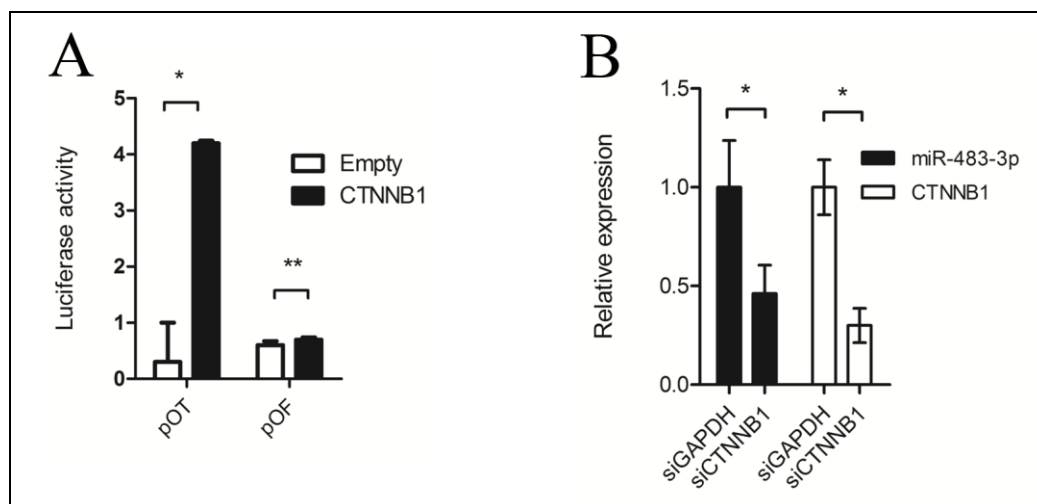 A
Luciferase activity
5
4
3
2
1
0
*
**
Empty
CTNNB1
pOT
pOF
B
Relative expression
1.5
1.0
0.5
0.0
*
*
miR-483-3p
CTNNB1
siGAPDH
siCTNNB1
siGAPDH
siCTNNB1